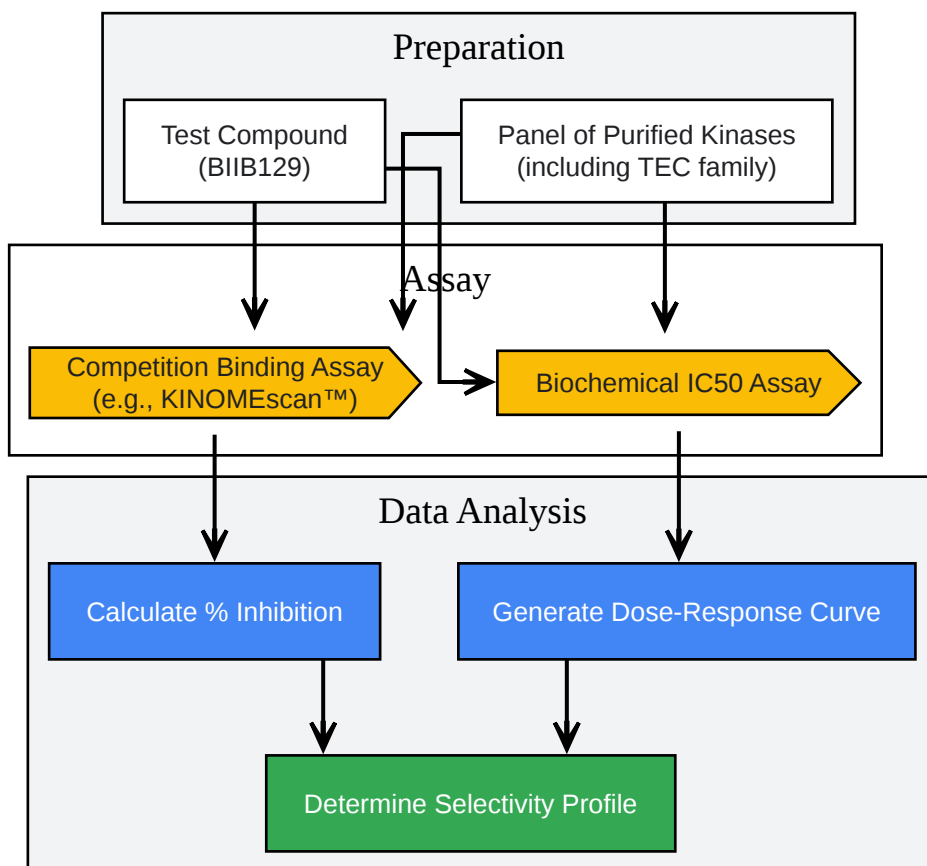 Preparation
Test Compound
(BIIB129)
Panel of Purified Kinases
(including TEC family)
Assay
Competition Binding Assay
(e.g., KINOMEscan™)
Biochemical IC50 Assay
Data Analysis
Calculate % Inhibition
Generate Dose-Response Curve
Determine Selectivity Profile